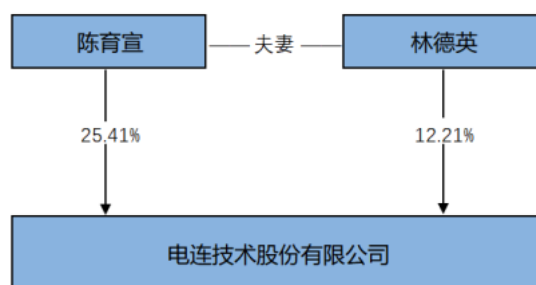 陈育宣
夫妻
林德英
25.41%
12.21%
电连技术股份有限公司